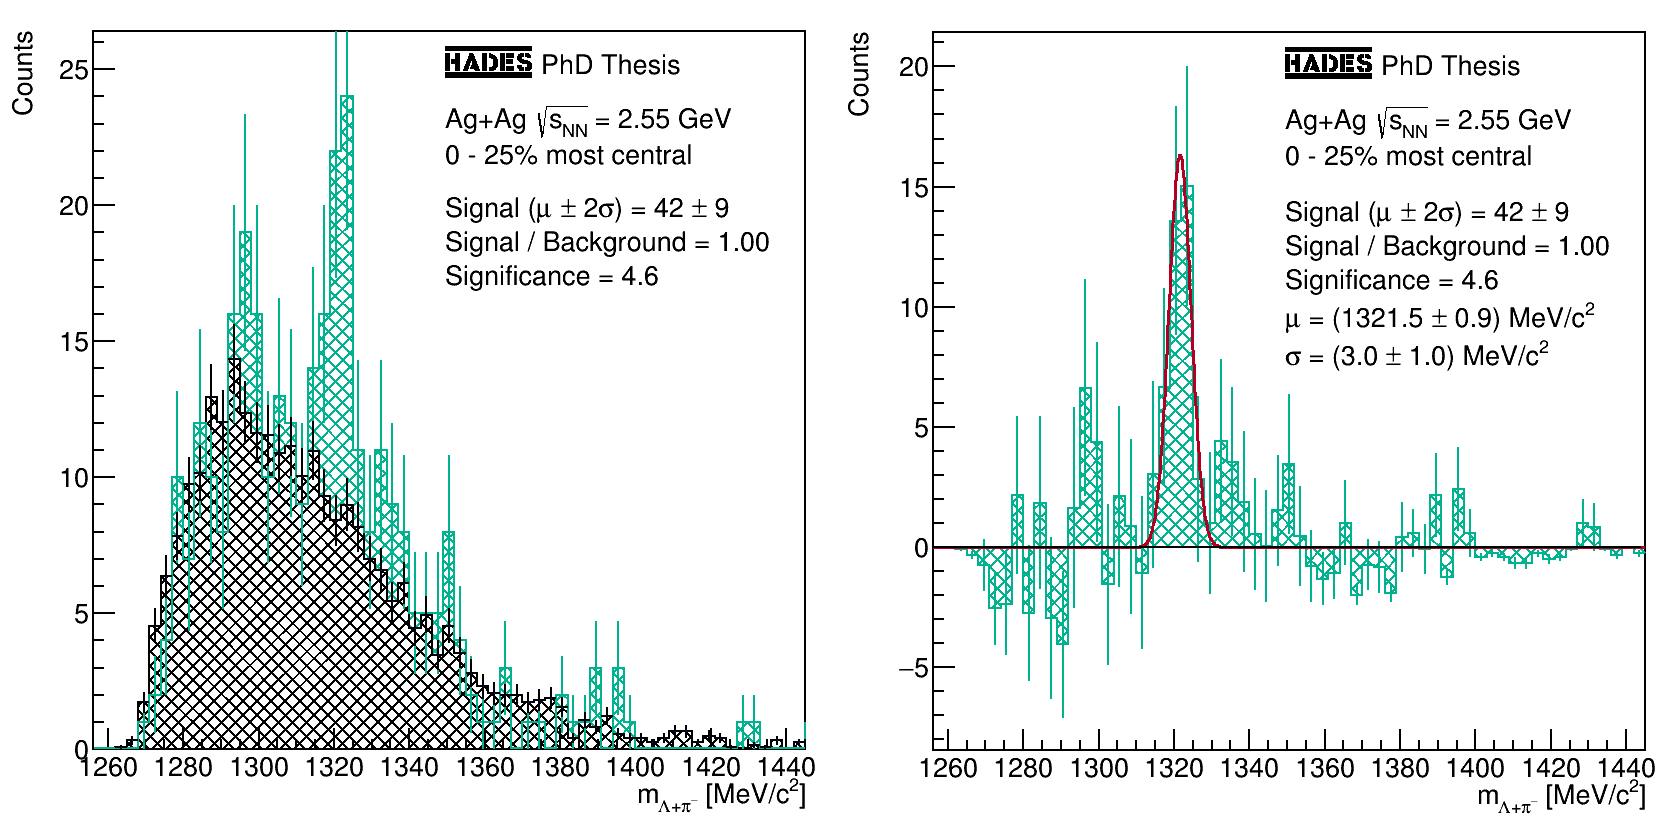 Counts
25
20
15
10
5
0
HADES PhD Thesis
Ag+Ag √sNN = 2.55 GeV
0 - 25% most central
Signal (μ ± 2σ) = 42 ± 9
Signal / Background = 1.00
Significance = 4.6
1260 1280 1300 1320 1340 1360 1380 1400 1420 1440
mΛ+π⁻ [MeV/c²]
Counts
20
15
10
5
0
−5
HADES PhD Thesis
Ag+Ag √sNN = 2.55 GeV
0 - 25% most central
Signal (μ ± 2σ) = 42 ± 9
Signal / Background = 1.00
Significance = 4.6
μ = (1321.5 ± 0.9) MeV/c²
σ = (3.0 ± 1.0) MeV/c²
1260 1280 1300 1320 1340 1360 1380 1400 1420 1440
mΛ+π⁻ [MeV/c²]